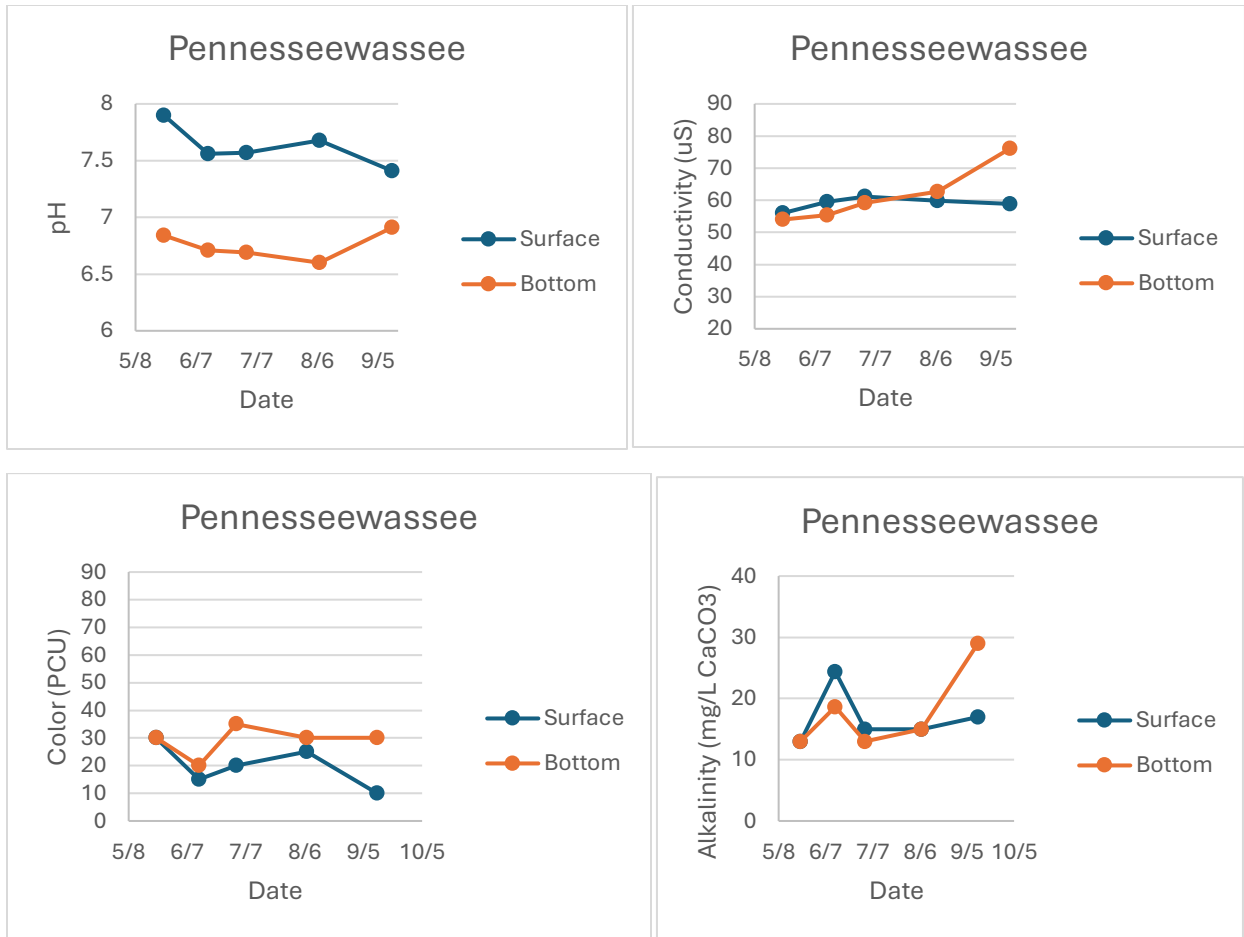 Pennesseewassee
pH
8
7.5
7
6.5
6
5/8 6/7 7/7 8/6 9/5
Date
Surface
Bottom
Pennesseewassee
Conductivity (uS)
90
80
70
60
50
40
30
20
5/8 6/7 7/7 8/6 9/5
Date
Surface
Bottom
Pennesseewassee
Color (PCU)
90
80
70
60
50
40
30
20
10
0
5/8 6/7 7/7 8/6 9/5 10/5
Date
Surface
Bottom
Pennesseewassee
Alkalinity (mg/L CaCO3)
40
30
20
10
0
5/8 6/7 7/7 8/6 9/5 10/5
Date
Surface
Bottom